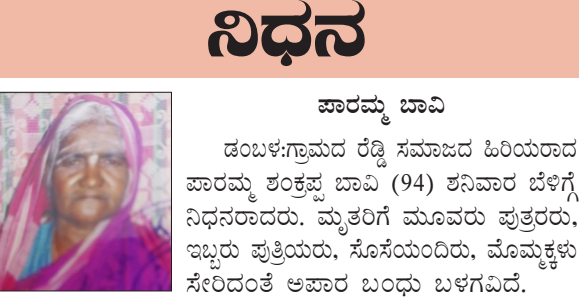 ನಿಧನ
ಪಾರಮ್ಮ ಬಾವಿ
ಡಂಬಳ:ಗ್ರಾಮದ ರೆಡ್ಡಿ ಸಮಾಜದ ಹಿರಿಯರಾದ
ಪಾರಮ್ಮ ಶಂಕ್ರಪ್ಪ ಬಾವಿ (94) ಶನಿವಾರ ಬೆಳಿಗ್ಗೆ
ನಿಧನರಾದರು. ಮೃತರಿಗೆ ಮೂವರು ಪುತ್ರರರು,
ಇಬ್ಬರು ಪುತ್ರಿಯರು, ಸೊಸೆಯಂದಿರು, ಮೊಮ್ಮಕ್ಕಳು
ಸೇರಿದಂತೆ ಅಪಾರ ಬಂಧು ಬಳಗವಿದೆ.